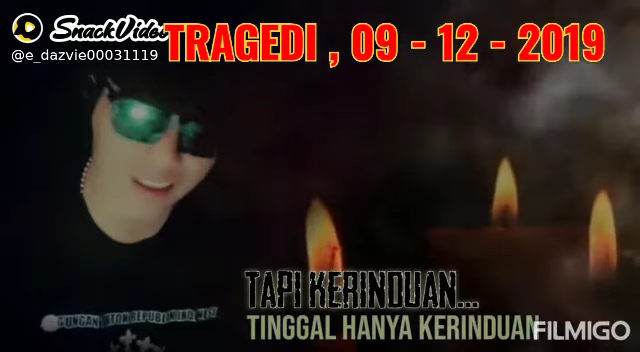 SnackVideo
TRAGEDI , 09 - 12 - 2019
@e_dazvie00031119
TAPI KERINDUAN...
TINGGAL HANYA KERINDUAN
FILMIGO